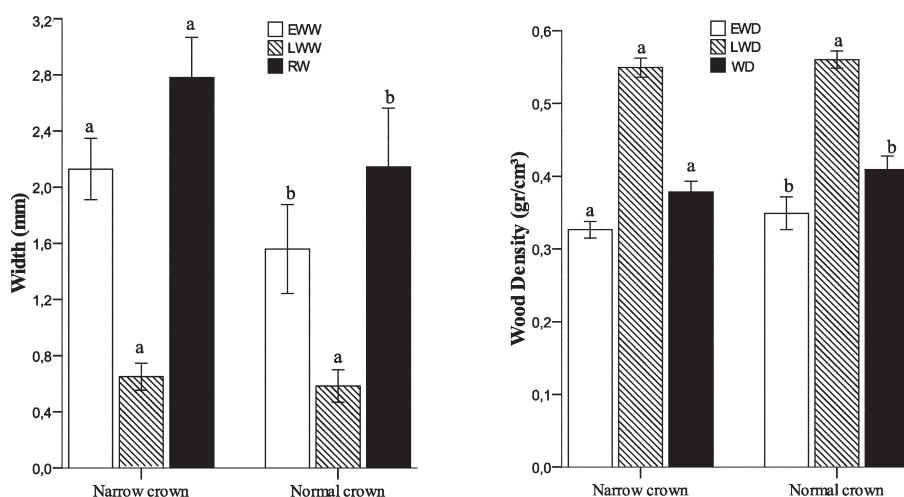 3,2
2,8
2,4
2,0
1,6
1,2
0,8
0,4
0,0
Width (mm)
EWW
LWW
RW
a
a
a
b
a
b
Narrow crown
Normal crown
0,6
0,5
0,4
0,3
0,2
0,1
0,0
Wood Density (gr/cm³)
EWD
LWD
WD
a
a
a
b
a
b
Narrow crown
Normal crown